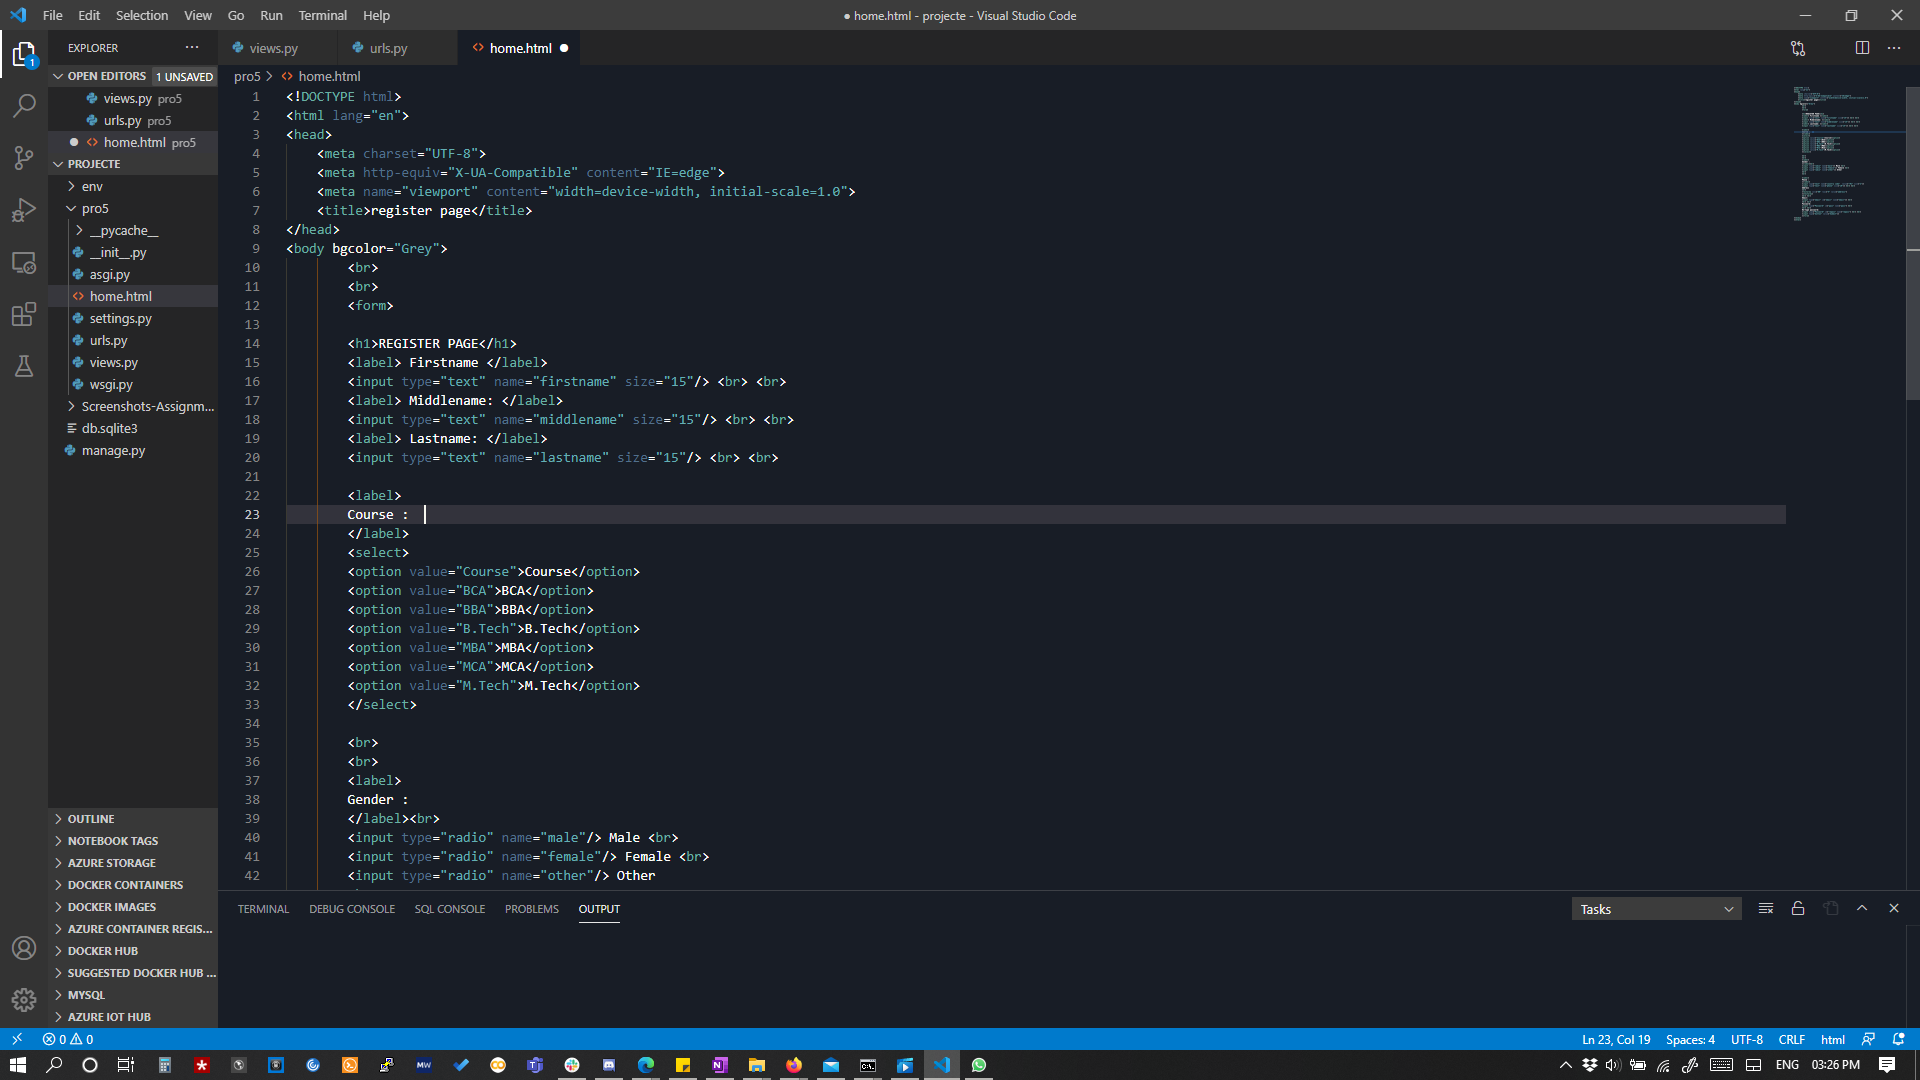 File Edit Selection View Go Run Terminal Help
● home.html - projecte - Visual Studio Code
EXPLORER
views.py
urls.py
home.html
1
OPEN EDITORS 1 UNSAVED
views.py pro5
urls.py pro5
home.html pro5
PROJECTE
env
pro5
__pycache__
__init__.py
asgi.py
home.html
settings.py
urls.py
views.py
wsgi.py
Screenshots-Assignm...
db.sqlite3
manage.py
OUTLINE
NOTEBOOK TAGS
AZURE STORAGE
DOCKER CONTAINERS
DOCKER IMAGES
AZURE CONTAINER REGIS...
DOCKER HUB
SUGGESTED DOCKER HUB ...
MYSQL
AZURE IOT HUB
pro5 > home.html
1 <!DOCTYPE html>
2 <html lang="en">
3 <head>
4 <meta charset="UTF-8">
5 <meta http-equiv="X-UA-Compatible" content="IE=edge">
6 <meta name="viewport" content="width=device-width, initial-scale=1.0">
7 <title>register page</title>
8 </head>
9 <body bgcolor="Grey">
10 <br>
11 <br>
12 <form>
13
14 <h1>REGISTER PAGE</h1>
15 <label> Firstname </label>
16 <input type="text" name="firstname" size="15"/> <br> <br>
17 <label> Middlename: </label>
18 <input type="text" name="middlename" size="15"/> <br> <br>
19 <label> Lastname: </label>
20 <input type="text" name="lastname" size="15"/> <br> <br>
21
22 <label>
23 Course :
24 </label>
25 <select>
26 <option value="Course">Course</option>
27 <option value="BCA">BCA</option>
28 <option value="BBA">BBA</option>
29 <option value="B.Tech">B.Tech</option>
30 <option value="MBA">MBA</option>
31 <option value="MCA">MCA</option>
32 <option value="M.Tech">M.Tech</option>
33 </select>
34
35 <br>
36 <br>
37 <label>
38 Gender :
39 </label><br>
40 <input type="radio" name="male"/> Male <br>
41 <input type="radio" name="female"/> Female <br>
42 <input type="radio" name="other"/> Other
TERMINAL DEBUG CONSOLE SQL CONSOLE PROBLEMS OUTPUT
Tasks
0 0
Ln 23, Col 19 Spaces: 4 UTF-8 CRLF html
MW
ENG 03:26 PM